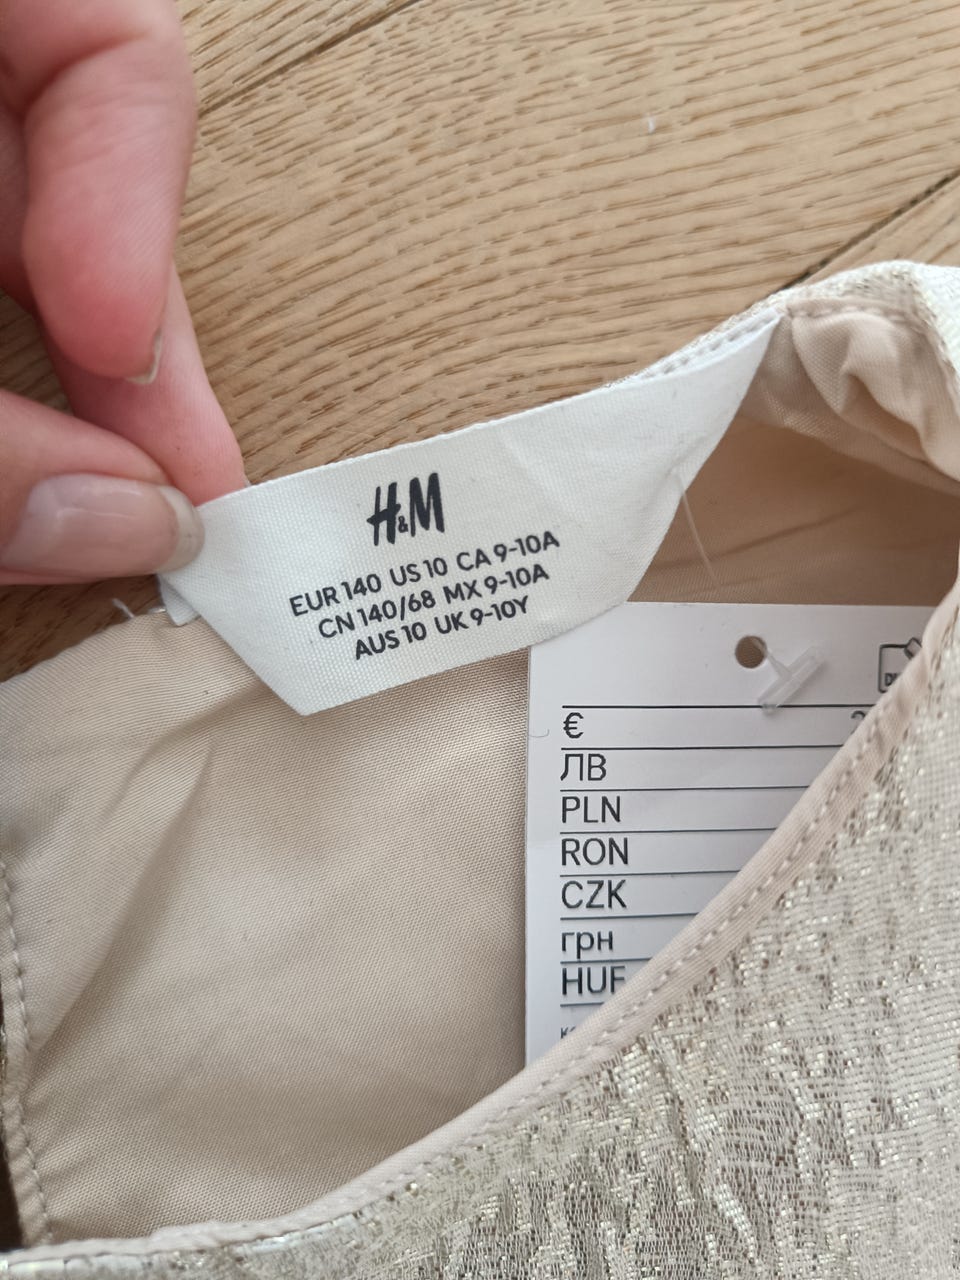 H&M
EUR 140 US 10 CA 9-10A
CN 140/68 MX 9-10A
AUS 10 UK 9-10Y
€
ЛВ
PLN
RON
CZK
грн
HUF